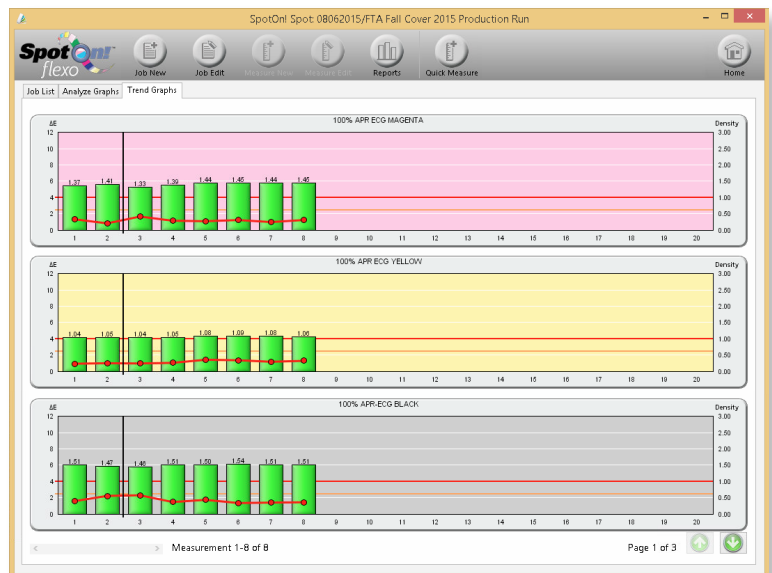 SpotOn! Spot: 08062015/FTA Fall Cover 2015 Production Run
SpotOn!
flexo
Job New
Job Edit
Measure New
Measure Edit
Reports
Quick Measure
Home
Job List Analyze Graphs Trend Graphs
ΔE 100% APR ECG MAGENTA Density
12 3.00
10 2.50
8 2.00
6 1.50
4 1.00
2 0.50
0 0.00
1.37 1.41 1.33 1.39 1.44 1.45 1.44 1.45
1 2 3 4 5 6 7 8 9 10 11 12 13 14 15 16 17 18 19 20
ΔE 100% APR ECG YELLOW Density
12 3.00
10 2.50
8 2.00
6 1.50
4 1.00
2 0.50
0 0.00
1.04 1.05 1.04 1.05 1.08 1.09 1.08 1.06
1 2 3 4 5 6 7 8 9 10 11 12 13 14 15 16 17 18 19 20
ΔE 100% APR-ECG BLACK Density
12 3.00
10 2.50
8 2.00
6 1.50
4 1.00
2 0.50
0 0.00
1.51 1.47 1.46 1.51 1.50 1.54 1.51 1.51
1 2 3 4 5 6 7 8 9 10 11 12 13 14 15 16 17 18 19 20
Measurement 1-8 of 8 Page 1 of 3